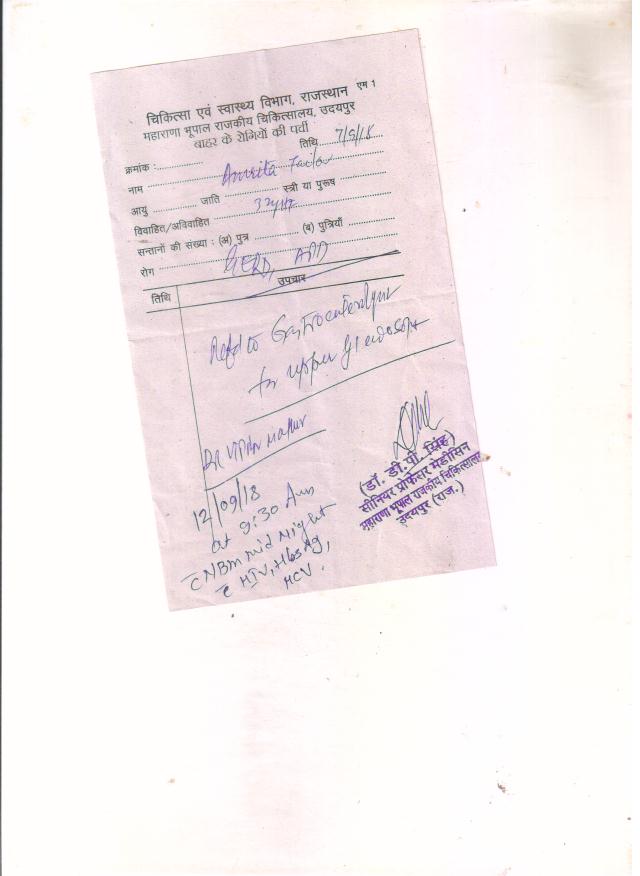 एम 1
चिकित्सा एवं स्वास्थ्य विभाग, राजस्थान
महाराणा भूपाल राजकीय चिकित्सालय, उदयपुर
बाहर के रोगियों की पर्ची
क्रमांक : तिथि 7/9/18
नाम Amrita
आयु जाति स्त्री या पुरूष
विवाहित/अविवाहित
सन्तानों की संख्या : (अ) पुत्र (ब) पुत्रियाँ
रोग GERD, APD
तिथि उपचार
Refd to
for upper GI endoscopy
Dr Vipin Mathur
12/09/18
at 9:30 Am
c̄ NBM mid Night
c̄ HIV, HbsAg,
HCV.
(डॉ. डी.पी. सिंह)
सीनियर प्रोफेसर मेडीसिन
महाराणा भूपाल राजकीय चिकित्सालय
उदयपुर (राज.)